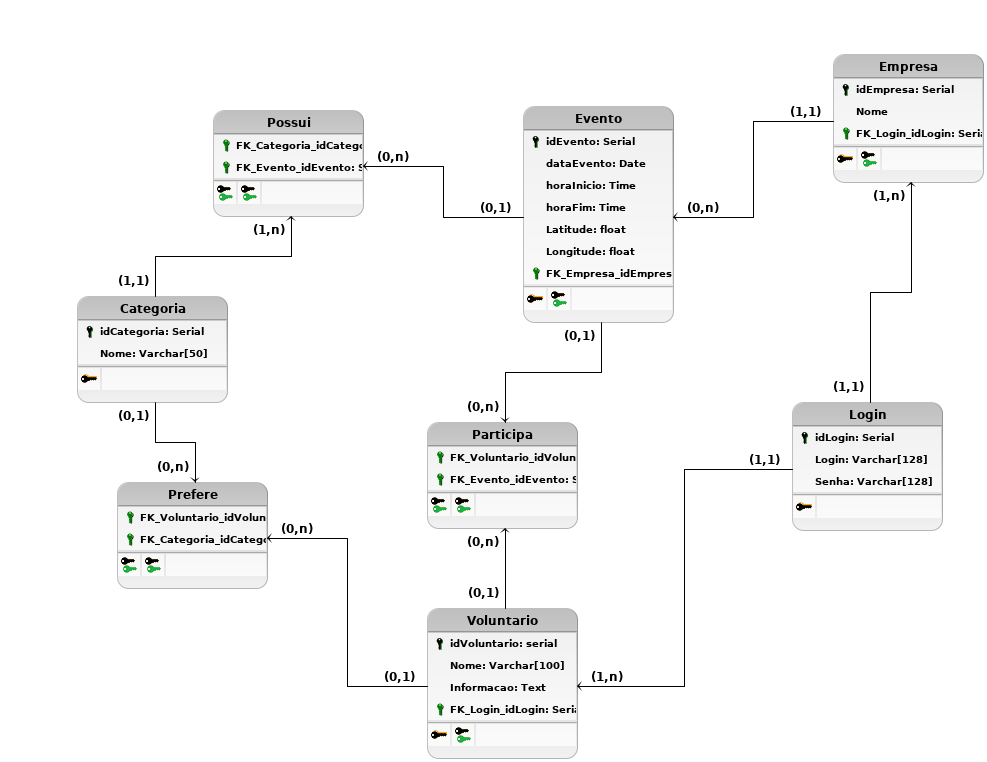 Empresa
idEmpresa: Serial
Nome
FK_Login_idLogin: Seria
(1,1)
(1,n)
Possui
FK_Categoria_idCatego
FK_Evento_idEvento: S
(0,n)
(1,n)
Evento
idEvento: Serial
dataEvento: Date
horaInicio: Time
horaFim: Time
Latitude: float
Longitude: float
FK_Empresa_idEmpres
(0,1)
(0,n)
(0,1)
(1,1)
Categoria
idCategoria: Serial
Nome: Varchar[50]
(0,1)
(0,n)
Prefere
FK_Voluntario_idVolun
FK_Categoria_idCatego
(0,n)
(0,n)
Participa
FK_Voluntario_idVolun
FK_Evento_idEvento: S
(0,n)
(1,1)
Login
idLogin: Serial
Login: Varchar[128]
Senha: Varchar[128]
(1,1)
(0,1)
Voluntario
idVoluntario: serial
Nome: Varchar[100]
Informacao: Text
FK_Login_idLogin: Seria
(0,1)
(1,n)